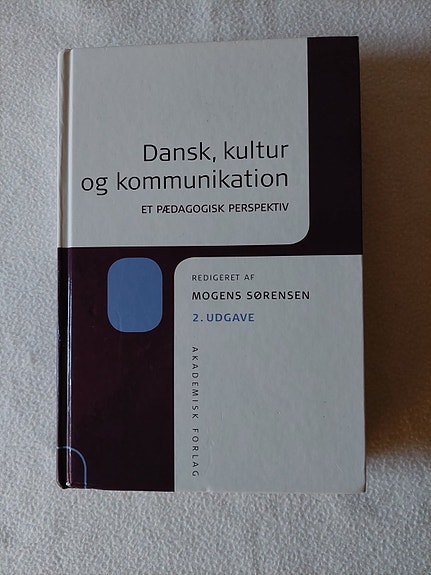 Dansk, kultur
og kommunikation
ET PÆDAGOGISK PERSPEKTIV
REDIGERET AF
MOGENS SØRENSEN
2. UDGAVE
AKADEMISK FORLAG